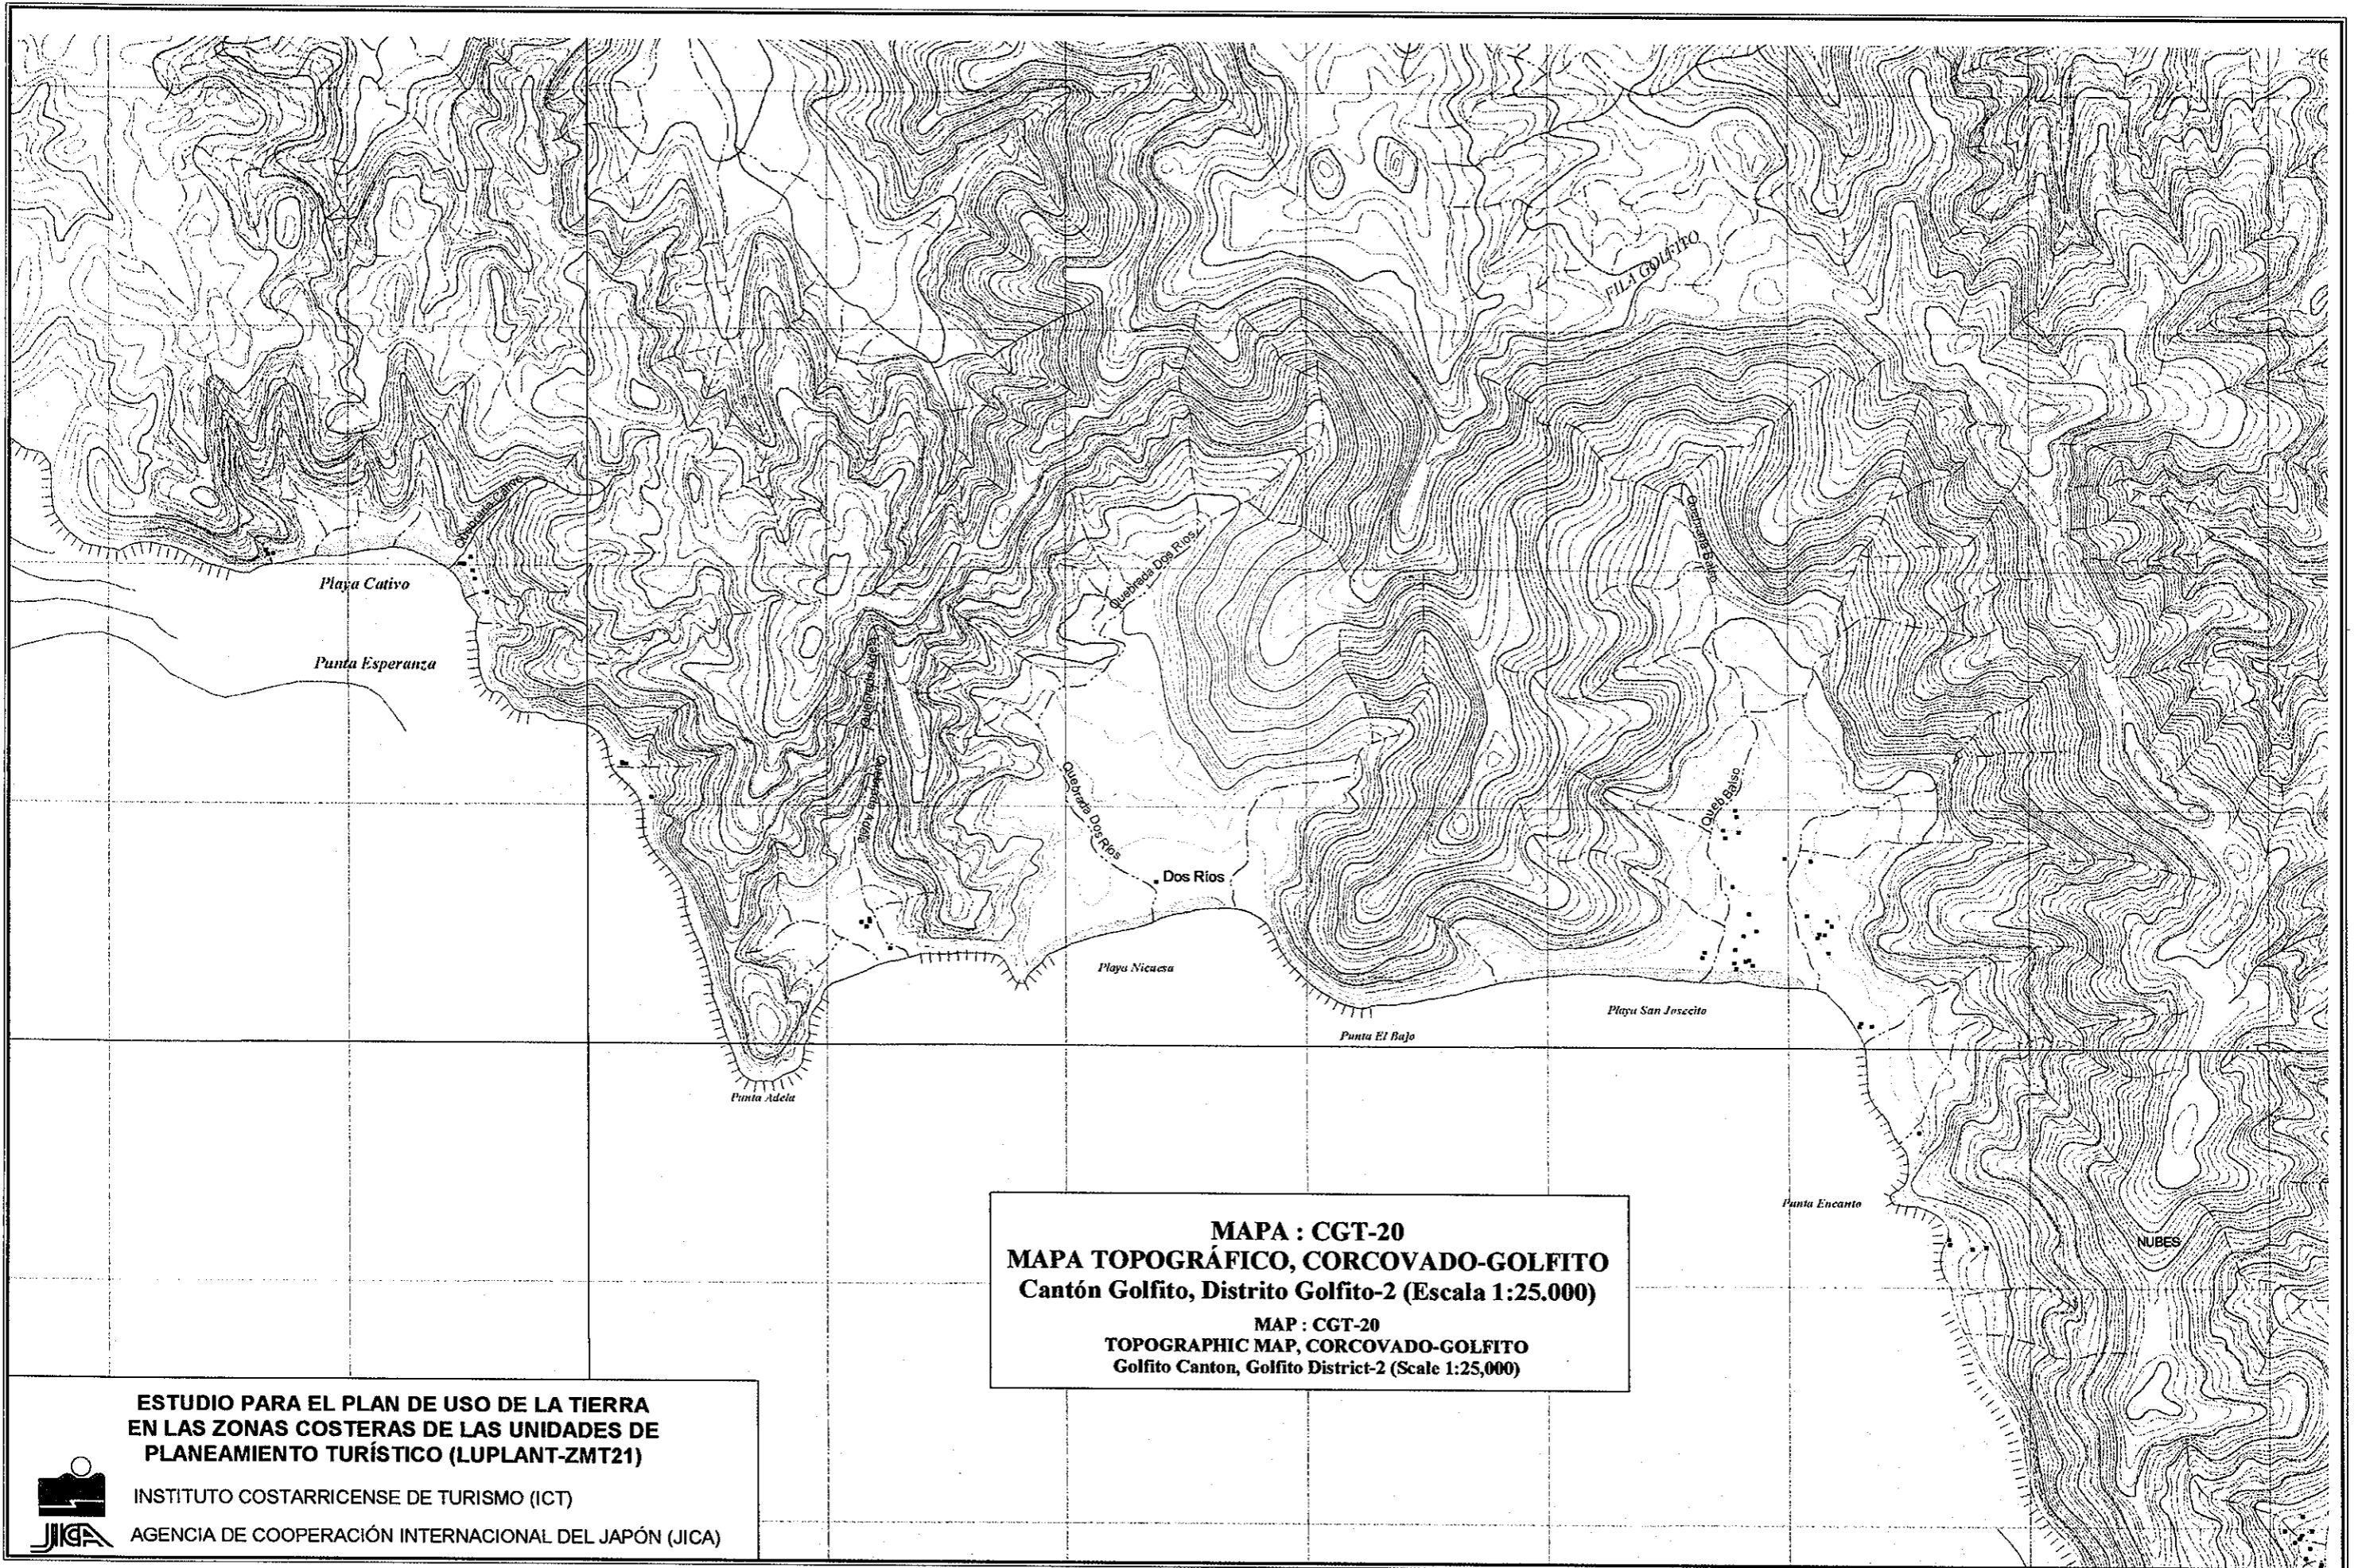 FILA GOLFITO
Quebrada Cativo
Quebrada Balso
Quebrada Dos Ríos
Playa Cativo
Punta Esperanza
Quebrada Adela
Quebrada Adela
Quebrada Dos Ríos
Queb Balso
Dos Ríos
Playa Nicuesa
Playa San Josecito
Punta El Bajo
Punta Adela
Punta Encanto
NUBES
MAPA : CGT-20
MAPA TOPOGRÁFICO, CORCOVADO-GOLFITO
Cantón Golfito, Distrito Golfito-2 (Escala 1:25.000)
MAP : CGT-20
TOPOGRAPHIC MAP, CORCOVADO-GOLFITO
Golfito Canton, Golfito District-2 (Scale 1:25,000)
ESTUDIO PARA EL PLAN DE USO DE LA TIERRA
EN LAS ZONAS COSTERAS DE LAS UNIDADES DE
PLANEAMIENTO TURÍSTICO (LUPLANT-ZMT21)
INSTITUTO COSTARRICENSE DE TURISMO (ICT)
JICA
AGENCIA DE COOPERACIÓN INTERNACIONAL DEL JAPÓN (JICA)